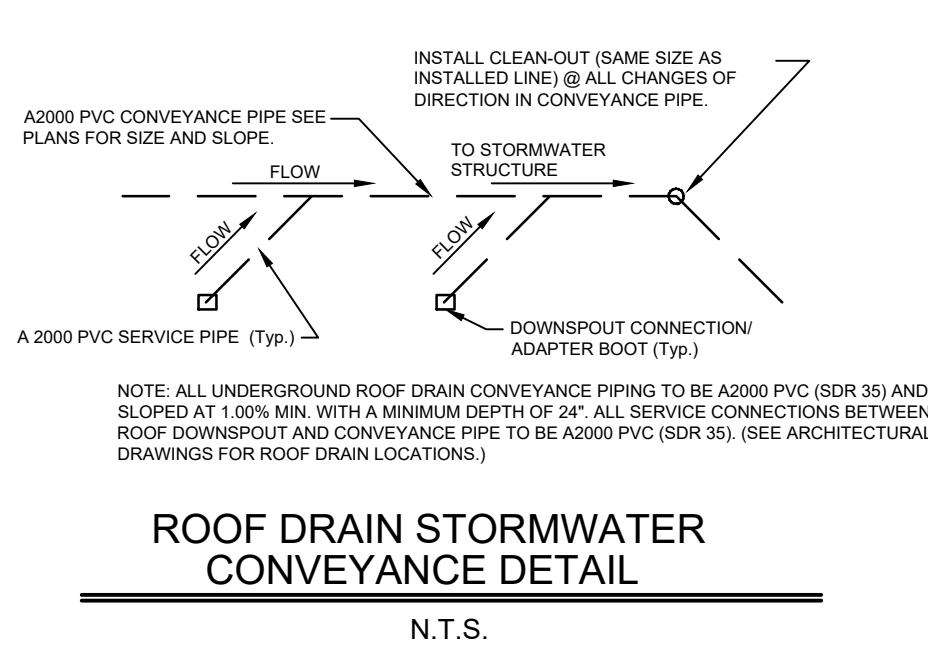 INSTALL CLEAN-OUT (SAME SIZE AS
INSTALLED LINE) @ ALL CHANGES OF
DIRECTION IN CONVEYANCE PIPE.
A2000 PVC CONVEYANCE PIPE SEE
PLANS FOR SIZE AND SLOPE.
TO STORMWATER
STRUCTURE
FLOW
FLOW
FLOW
A 2000 PVC SERVICE PIPE (Typ.)
DOWNSPOUT CONNECTION/
ADAPTER BOOT (Typ.)
NOTE: ALL UNDERGROUND ROOF DRAIN CONVEYANCE PIPING TO BE A2000 PVC (SDR 35) AND
SLOPED AT 1.00% MIN. WITH A MINIMUM DEPTH OF 24". ALL SERVICE CONNECTIONS BETWEEN
ROOF DOWNSPOUT AND CONVEYANCE PIPE TO BE A2000 PVC (SDR 35). (SEE ARCHITECTURAL
DRAWINGS FOR ROOF DRAIN LOCATIONS.)
ROOF DRAIN STORMWATER
CONVEYANCE DETAIL
N.T.S.